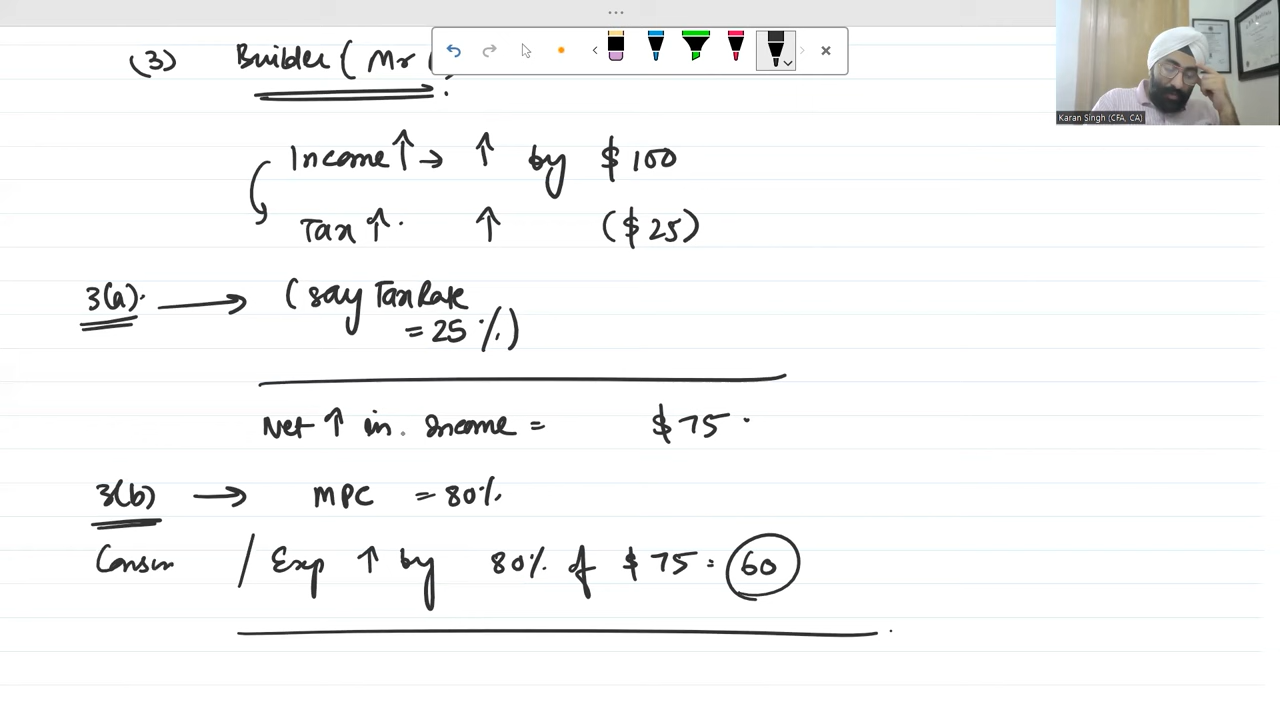 (3) Builder ( Mr
Karan Singh (CFA, CA)
Income ↑ → ↑ by $ 100
Tax ↑ ↑ ($ 25)
3(a). → ( say Tax Rate
= 25 %)
Net ↑ in. Income = $ 75
3(b) → MPC = 80%
Consm / Exp ↑ by 80% of $ 75 = 60